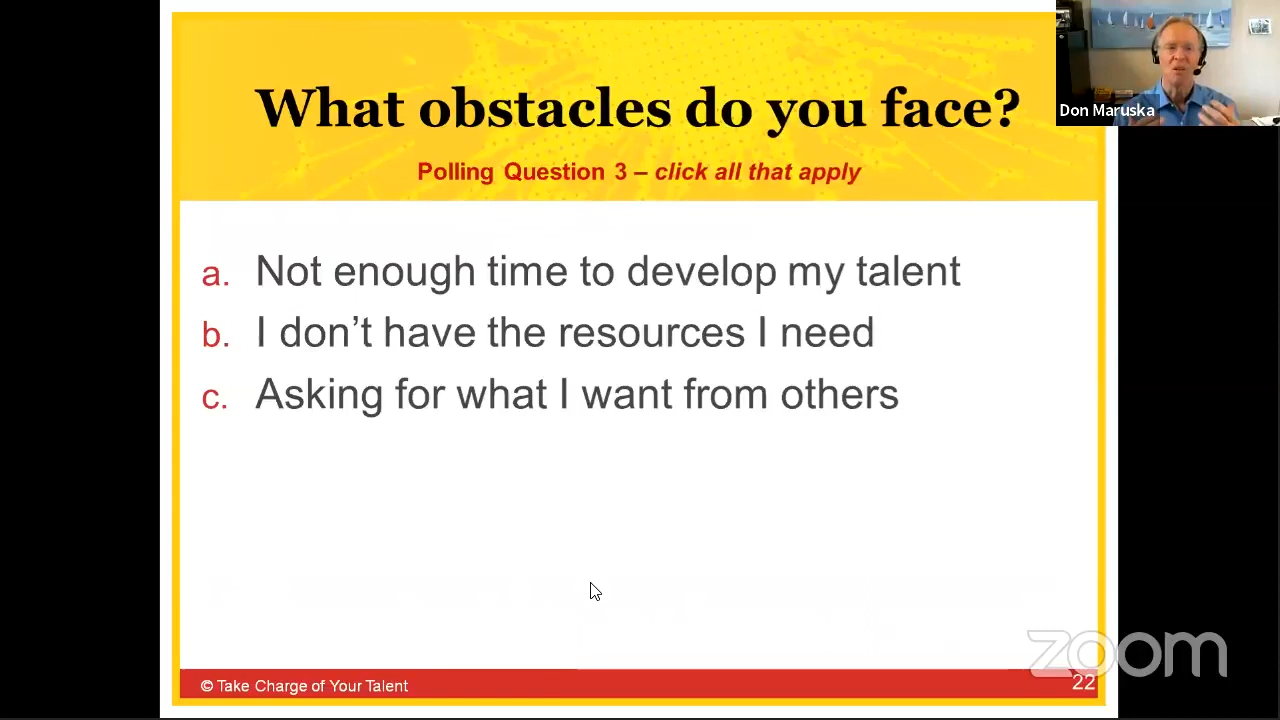 What obstacles do you face?
Polling Question 3 – click all that apply
Don Maruska
a. Not enough time to develop my talent
b. I don’t have the resources I need
c. Asking for what I want from others
zoom
© Take Charge of Your Talent
22